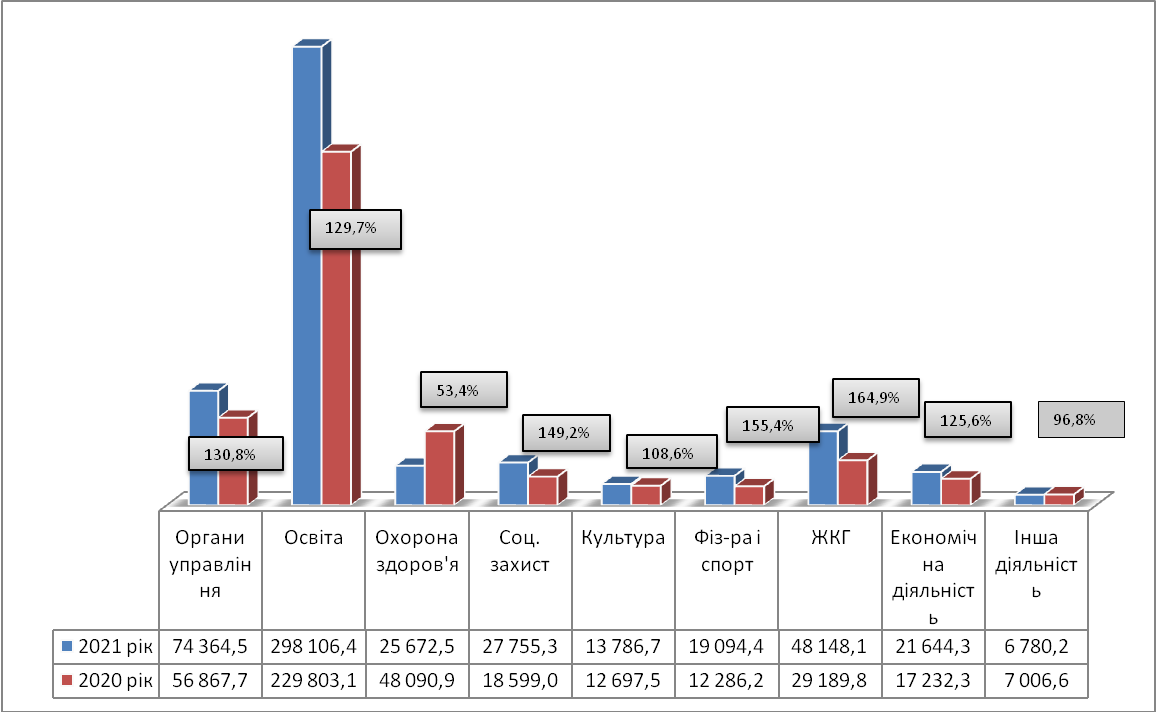 129,7%
53,4%
164,9%
96,8%
125,6%
149,2%
155,4%
130,8%
108,6%
Органи управлін ня
Освіта
Охорона здоров'я
Соц. захист
Культура
Фіз-ра і спорт
ЖКГ
Економіч на діяльніст ь
Інша діяльніст ь
2021 рік 74 364,5 298 106,4 25 672,5 27 755,3 13 786,7 19 094,4 48 148,1 21 644,3 6 780,2
2020 рік 56 867,7 229 803,1 48 090,9 18 599,0 12 697,5 12 286,2 29 189,8 17 232,3 7 006,6